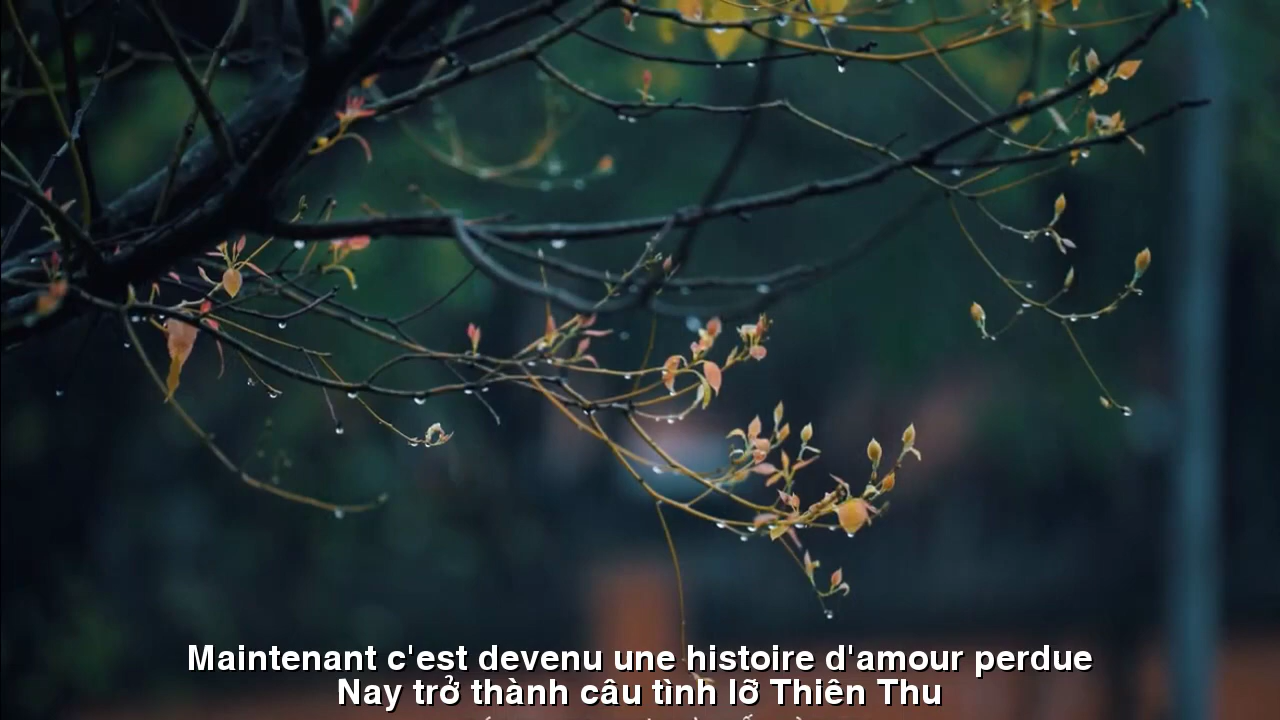 Maintenant c'est devenu une histoire d'amour perdue
Nay trở thành câu tình lỡ Thiên Thu